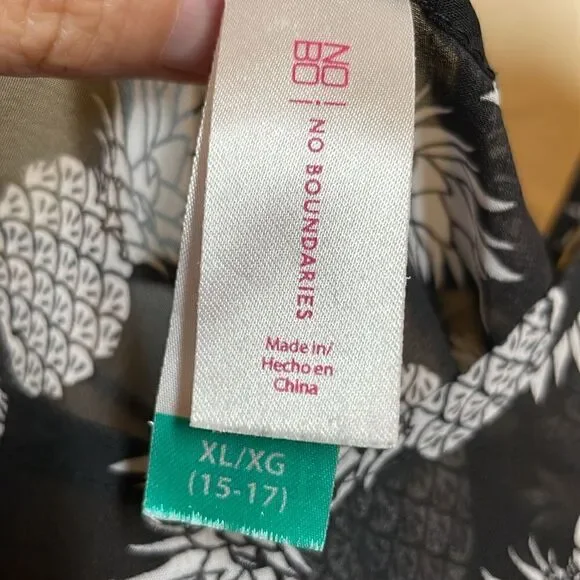 NO
BO
NO BOUNDARIES
Made in/
Hecho en
China
XL/XG
(15-17)